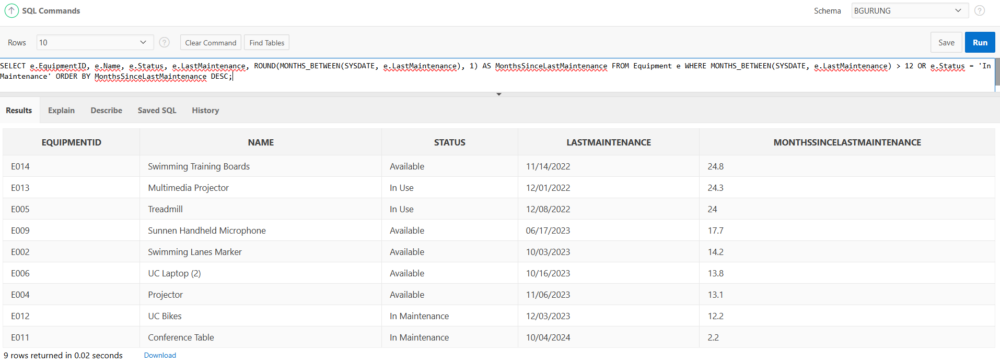 SQL Commands Schema BGURUNG ?
Rows 10 ? Clear Command Find Tables Save Run
SELECT e.EquipmentID, e.Name, e.Status, e.LastMaintenance, ROUND(MONTHS_BETWEEN(SYSDATE, e.LastMaintenance), 1) AS MonthsSinceLastMaintenance FROM Equipment e WHERE MONTHS_BETWEEN(SYSDATE, e.LastMaintenance) > 12 OR e.Status = 'In
Maintenance' ORDER BY MonthsSinceLastMaintenance DESC;
Results Explain Describe Saved SQL History
EQUIPMENTID NAME STATUS LASTMAINTENANCE MONTHSSINCELASTMAINTENANCE
E014 Swimming Training Boards Available 11/14/2022 24.8
E013 Multimedia Projector In Use 12/01/2022 24.3
E005 Treadmill In Use 12/08/2022 24
E009 Sunnen Handheld Microphone Available 06/17/2023 17.7
E002 Swimming Lanes Marker Available 10/03/2023 14.2
E006 UC Laptop (2) Available 10/16/2023 13.8
E004 Projector Available 11/06/2023 13.1
E012 UC Bikes In Maintenance 12/03/2023 12.2
E011 Conference Table In Maintenance 10/04/2024 2.2
9 rows returned in 0.02 seconds Download